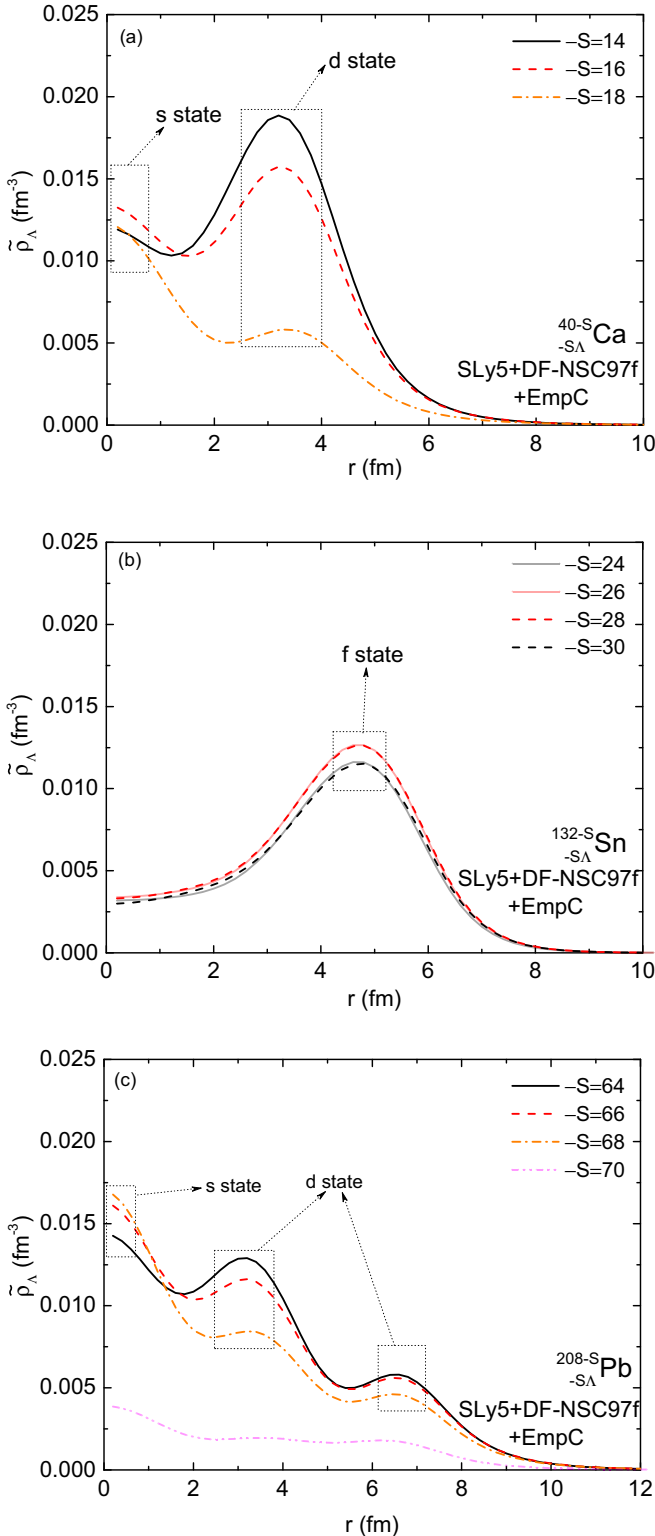 (a)
−S=14
−S=16
−S=18
d state
s state
0.025
0.020
0.015
0.010
0.005
0.000
ρ̃_Λ (fm⁻³)
40-S
-SΛ Ca
SLy5+DF-NSC97f
+EmpC
0 2 4 6 8 10
r (fm)
(b)
−S=24
−S=26
−S=28
−S=30
f state
0.025
0.020
0.015
0.010
0.005
0.000
ρ̃_Λ (fm⁻³)
132-S
-SΛ Sn
SLy5+DF-NSC97f
+EmpC
0 2 4 6 8 10
r (fm)
(c)
−S=64
−S=66
−S=68
−S=70
s state
d state
0.025
0.020
0.015
0.010
0.005
0.000
ρ̃_Λ (fm⁻³)
208-S
-SΛ Pb
SLy5+DF-NSC97f
+EmpC
0 2 4 6 8 10 12
r (fm)